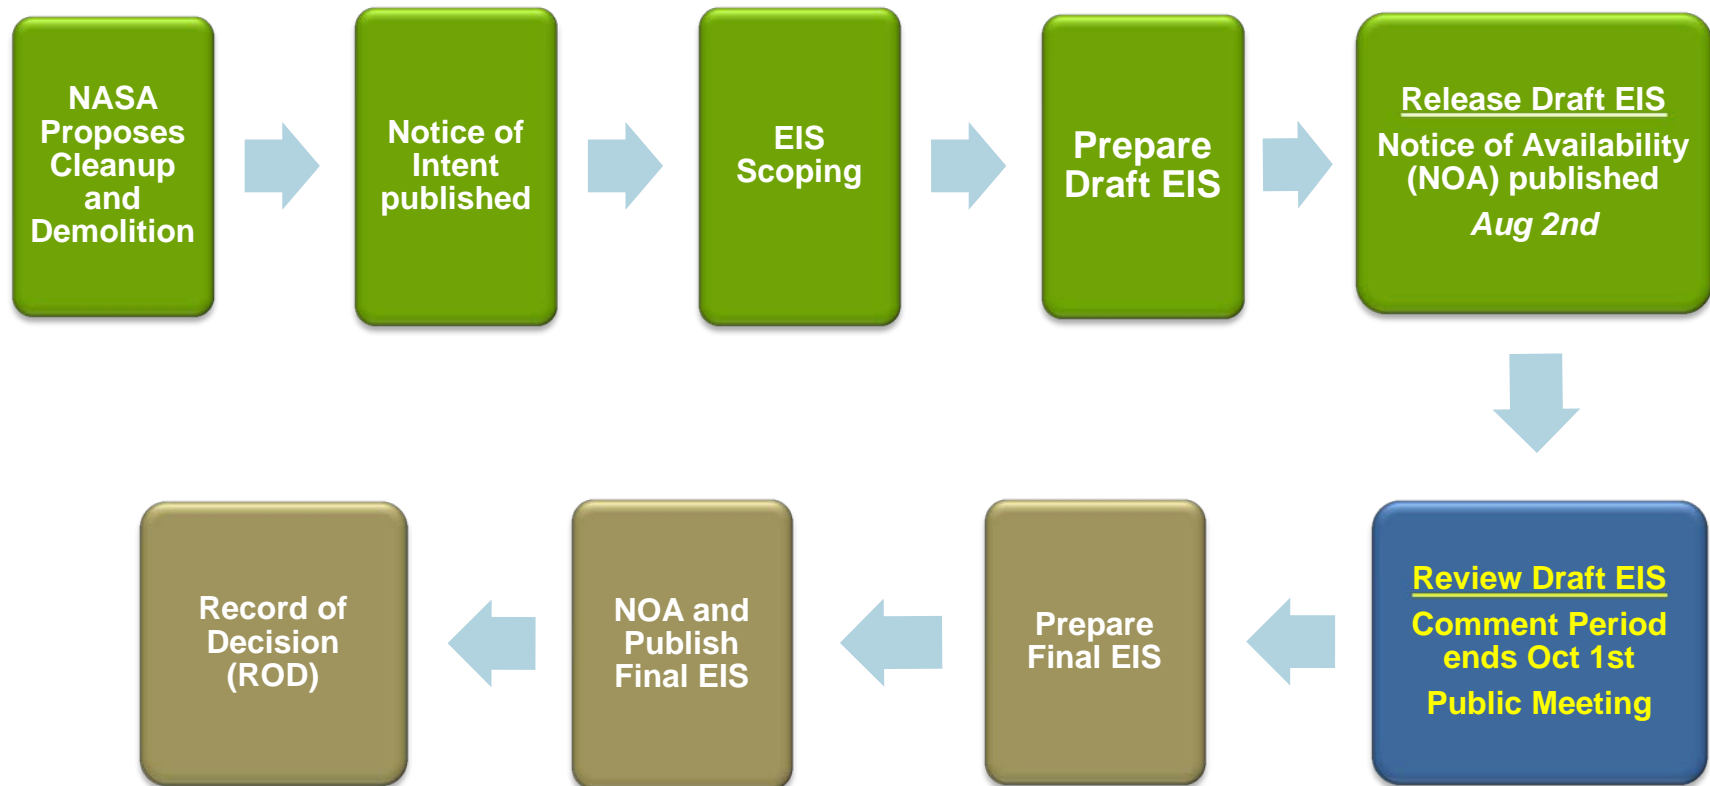 NASA
Proposes
Cleanup
and
Demolition
Notice of
Intent
published
EIS
Scoping
Prepare
Draft EIS
Release Draft EIS
Notice of Availability
(NOA) published
Aug 2nd
Review Draft EIS
Comment Period
ends Oct 1st
Public Meeting
Prepare
Final EIS
NOA and
Publish
Final EIS
Record of
Decision
(ROD)